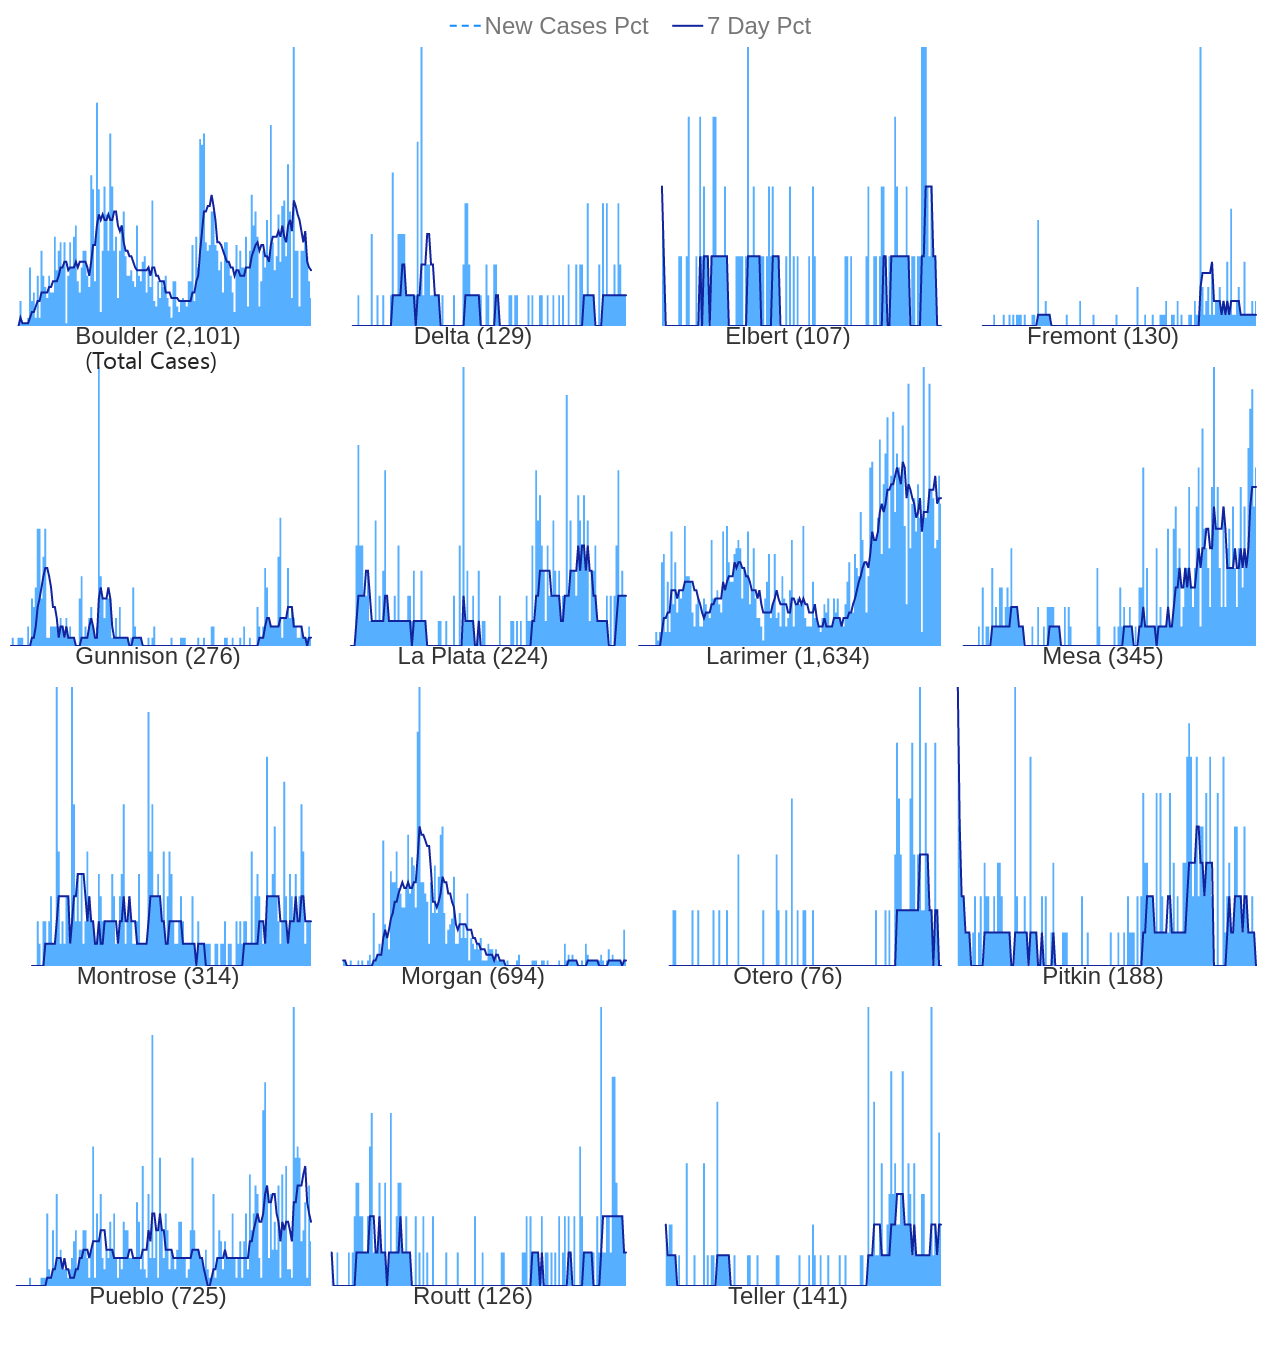 New Cases Pct 7 Day Pct
Boulder (2,101) Delta (129) Elbert (107) Fremont (130)
(Total Cases)
Gunnison (276) La Plata (224) Larimer (1,634) Mesa (345)
Montrose (314) Morgan (694) Otero (76) Pitkin (188)
Pueblo (725) Routt (126) Teller (141)